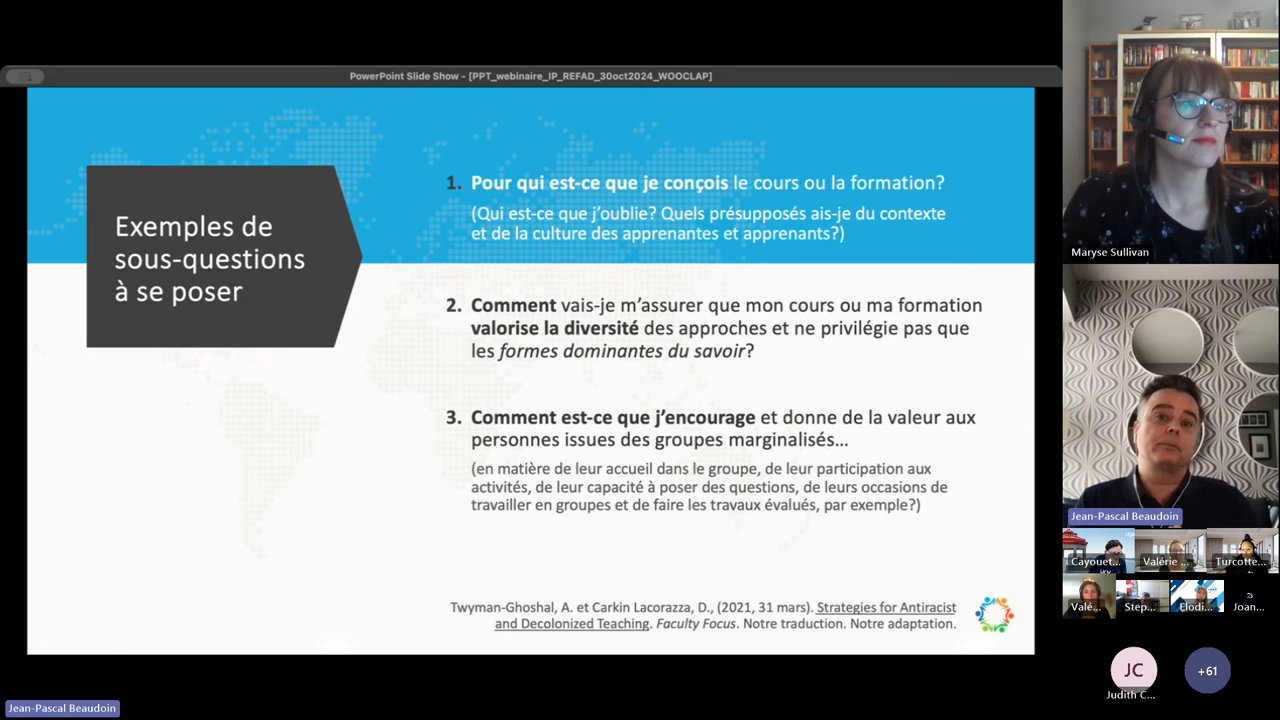 PowerPoint Slide Show - [PPT_webinaire_IP_REFAD_30oct2024_WOOCLAP]
Exemples de
sous-questions
à se poser
1. Pour qui est-ce que je conçois le cours ou la formation?
(Qui est-ce que j'oublie? Quels présupposés ais-je du contexte
et de la culture des apprenantes et apprenants?)
2. Comment vais-je m'assurer que mon cours ou ma formation
valorise la diversité des approches et ne privilégie pas que
les formes dominantes du savoir?
3. Comment est-ce que j'encourage et donne de la valeur aux
personnes issues des groupes marginalisés…
(en matière de leur accueil dans le groupe, de leur participation aux
activités, de leur capacité à poser des questions, de leurs occasions de
travailler en groupes et de faire les travaux évalués, par exemple?)
Twyman-Ghoshal, A. et Carkin Lacorazza, D., (2021, 31 mars). Strategies for Antiracist
and Decolonized Teaching. Faculty Focus. Notre traduction. Notre adaptation.
Maryse Sullivan
Jean-Pascal Beaudoin
Cayouet...
Valérie ...
Turcotte...
Valé...
Step...
Elodi...
Joan...
JC
+61
Judith C...
Jean-Pascal Beaudoin